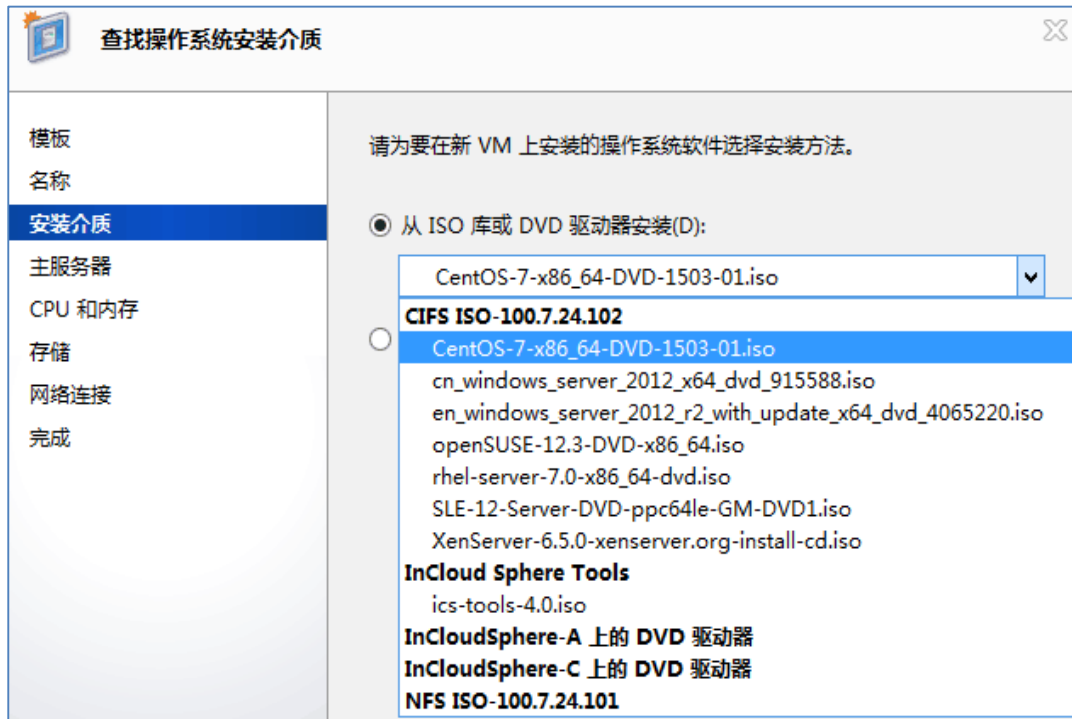 查找操作系统安装介质
模板
名称
安装介质
主服务器
CPU 和内存
存储
网络连接
完成
请为要在新 VM 上安装的操作系统软件选择安装方法。
从 ISO 库或 DVD 驱动器安装(D):
CentOS-7-x86_64-DVD-1503-01.iso
CIFS ISO-100.7.24.102
CentOS-7-x86_64-DVD-1503-01.iso
cn_windows_server_2012_x64_dvd_915588.iso
en_windows_server_2012_r2_with_update_x64_dvd_4065220.iso
openSUSE-12.3-DVD-x86_64.iso
rhel-server-7.0-x86_64-dvd.iso
SLE-12-Server-DVD-ppc64le-GM-DVD1.iso
XenServer-6.5.0-xenserver.org-install-cd.iso
InCloud Sphere Tools
ics-tools-4.0.iso
InCloudSphere-A 上的 DVD 驱动器
InCloudSphere-C 上的 DVD 驱动器
NFS ISO-100.7.24.101